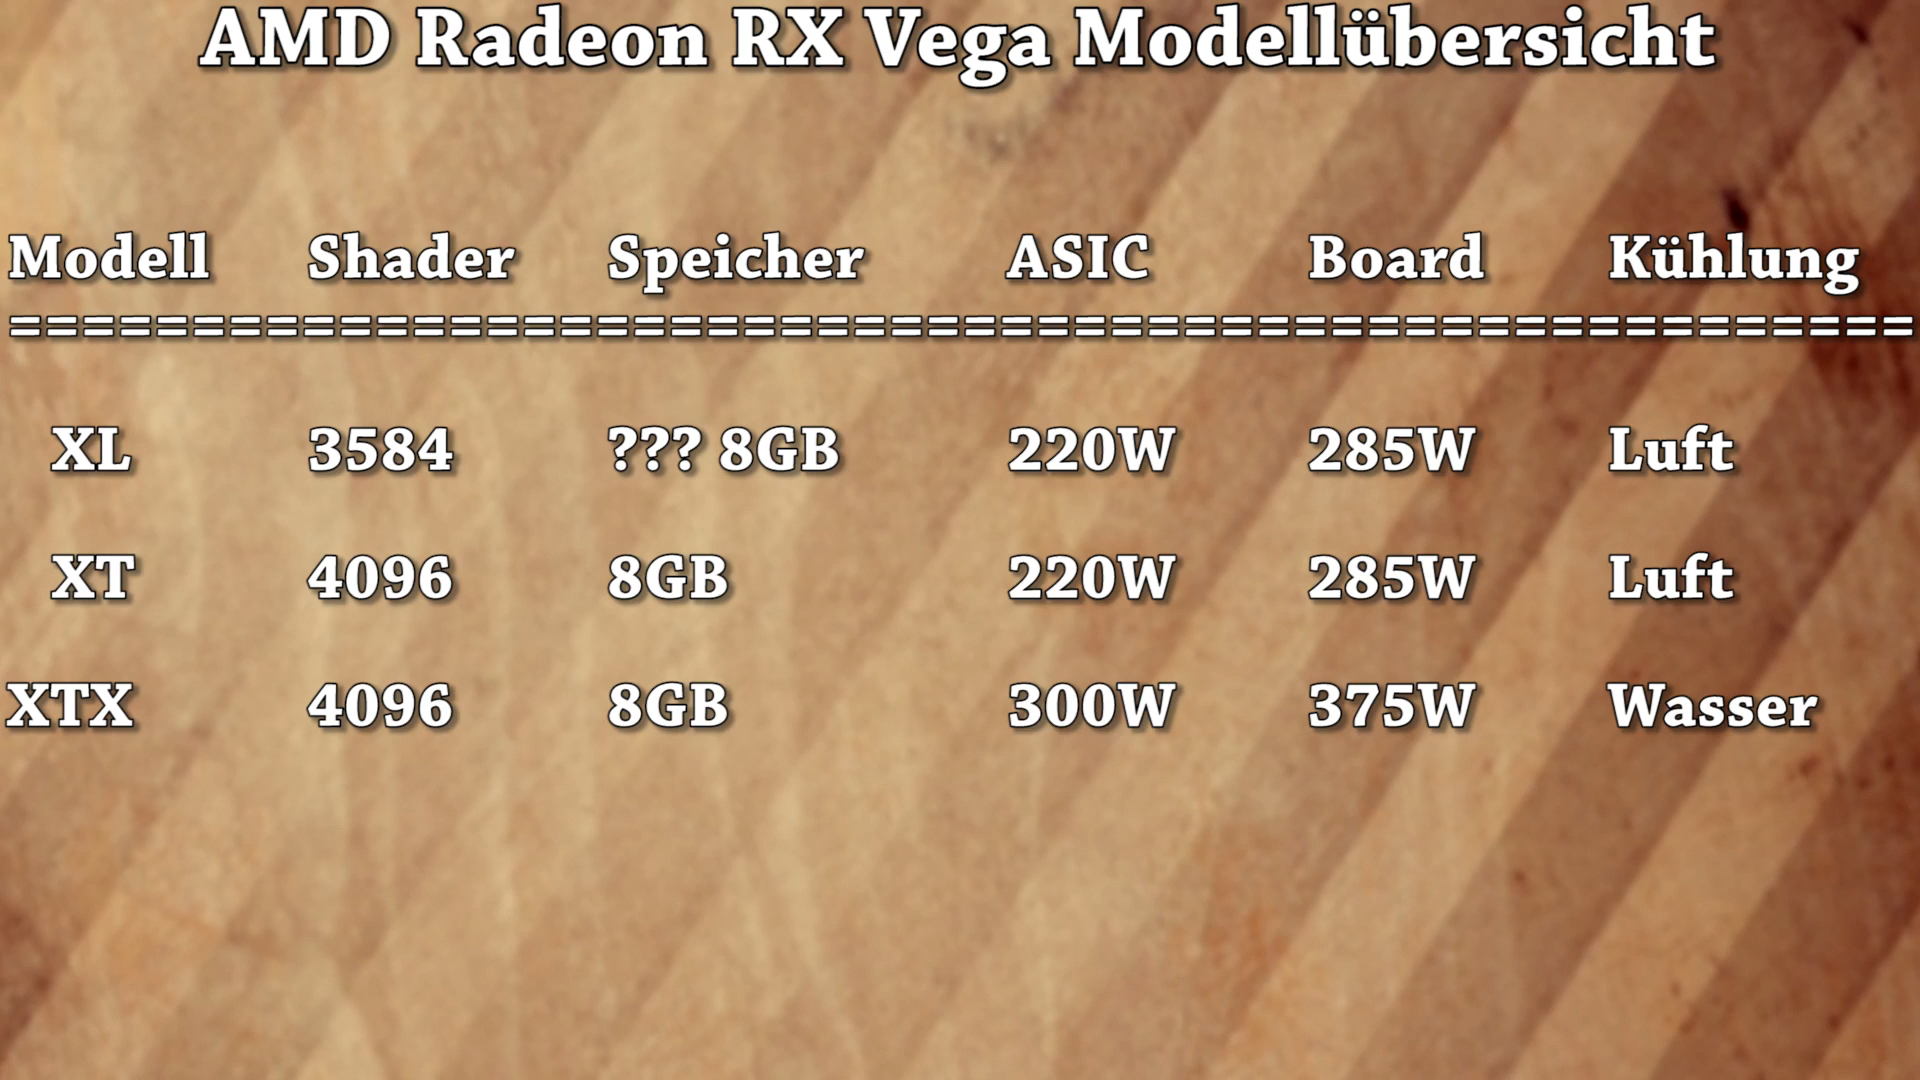 AMD Radeon RX Vega Modellübersicht
Modell Shader Speicher ASIC Board Kühlung
====================================================
XL 3584 ??? 8GB 220W 285W Luft
XT 4096 8GB 220W 285W Luft
XTX 4096 8GB 300W 375W Wasser